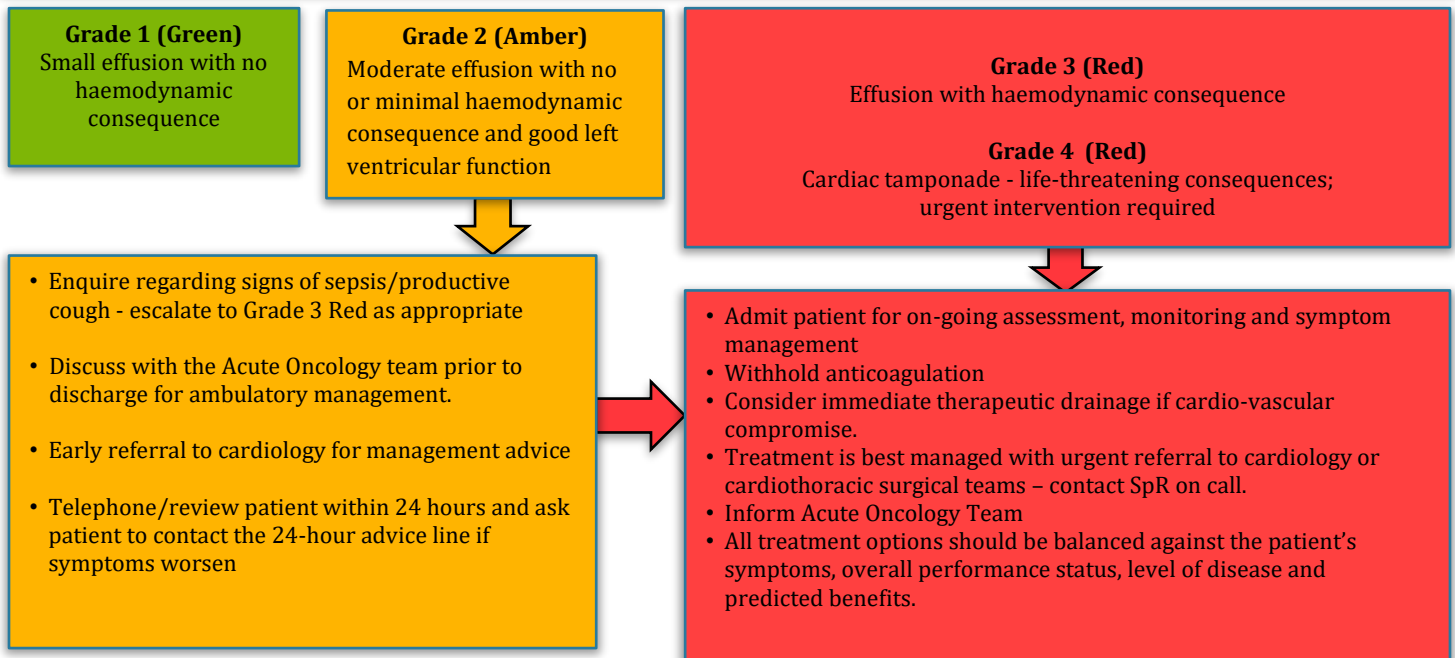 Grade 1 (Green)
Small effusion with no
haemodynamic
consequence
Grade 2 (Amber)
Moderate effusion with no
or minimal haemodynamic
consequence and good left
ventricular function
Grade 3 (Red)
Effusion with haemodynamic consequence
Grade 4  (Red)
Cardiac tamponade - life-threatening consequences;
urgent intervention required
• Enquire regarding signs of sepsis/productive
cough - escalate to Grade 3 Red as appropriate
• Discuss with the Acute Oncology team prior to
discharge for ambulatory management.
• Early referral to cardiology for management advice
• Telephone/review patient within 24 hours and ask
patient to contact the 24-hour advice line if
symptoms worsen
• Admit patient for on-going assessment, monitoring and symptom
management
• Withhold anticoagulation
• Consider immediate therapeutic drainage if cardio-vascular
compromise.
• Treatment is best managed with urgent referral to cardiology or
cardiothoracic surgical teams – contact SpR on call.
• Inform Acute Oncology Team
• All treatment options should be balanced against the patient's
symptoms, overall performance status, level of disease and
predicted benefits.